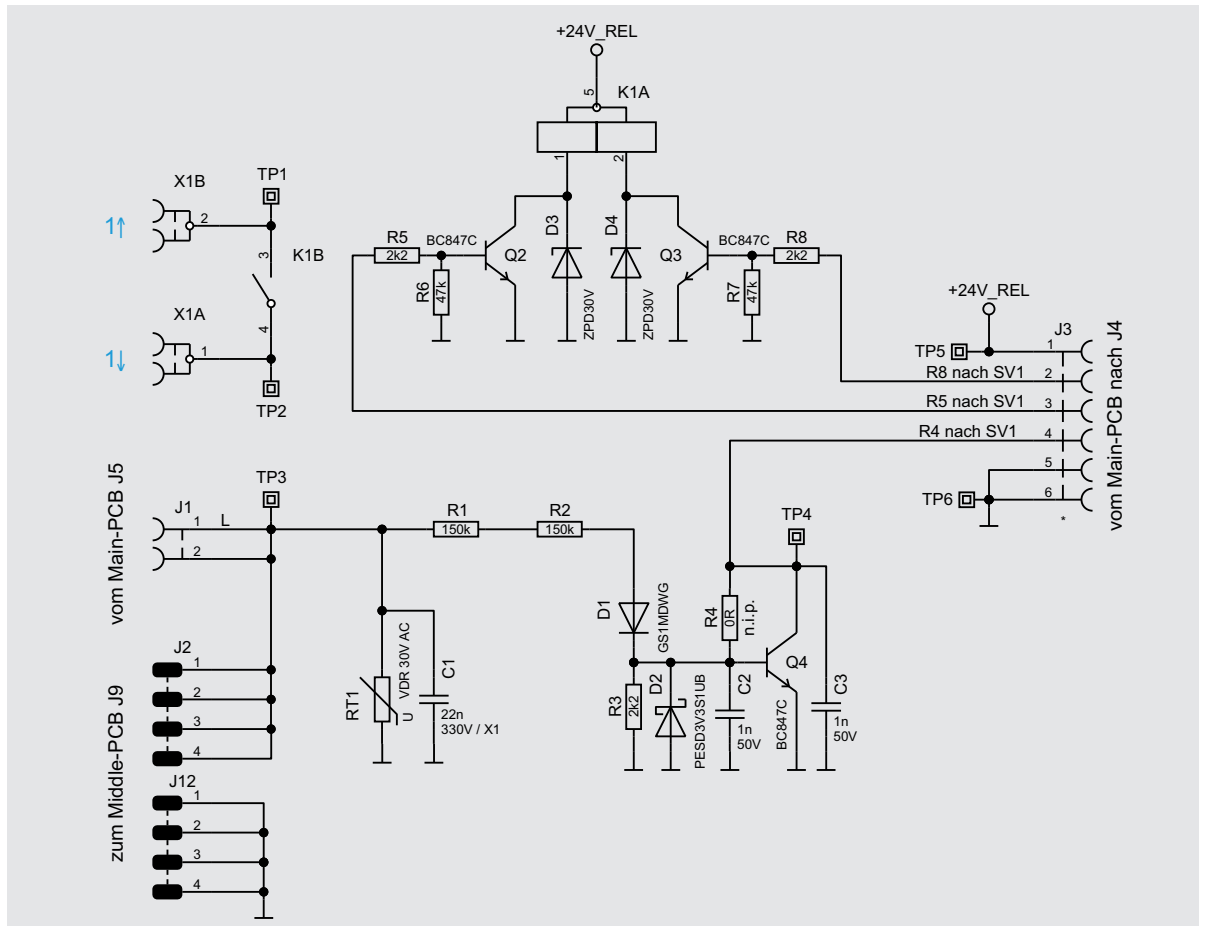 +24V_REL
5
K1A
1
2
X1B
TP1
2
1↑
3
K1B
X1A
4
1
1↓
TP2
R5
2k2
BC847C
Q2
R6
47k
D3
ZPD30V
D4
ZPD30V
Q3
BC847C
R8
2k2
R7
47k
+24V_REL
J3
TP5
1
R8 nach SV1
2
R5 nach SV1
3
R4 nach SV1
4
5
TP6
6
*
vom Main-PCB nach J4
vom Main-PCB J5
J1
1
L
2
TP3
R1
150k
R2
150k
TP4
D1
GS1MDWG
R4
0R
n.i.p.
Q4
BC847C
RT1
VDR 30V AC
U
C1
22n
330V / X1
R3
2k2
D2
PESD3V3S1UB
C2
1n
50V
C3
1n
50V
zum Middle-PCB J9
J2
1
2
3
4
J12
1
2
3
4